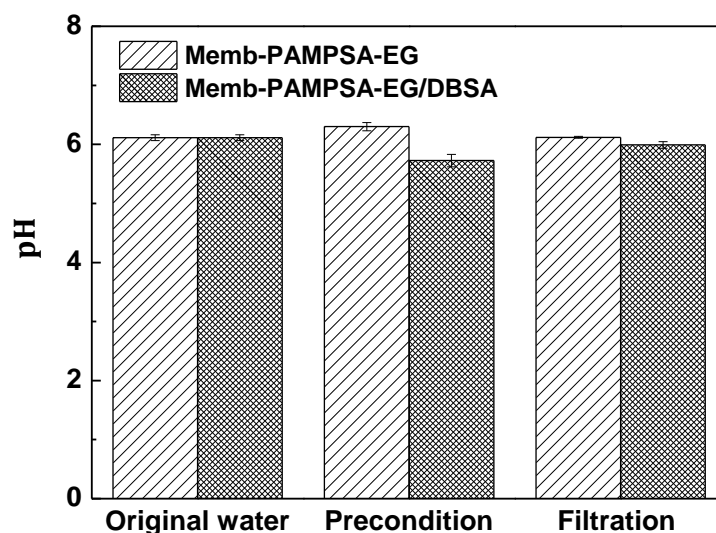 8
Memb-PAMPSA-EG
Memb-PAMPSA-EG/DBSA
6
pH
4
2
0
Original water Precondition Filtration